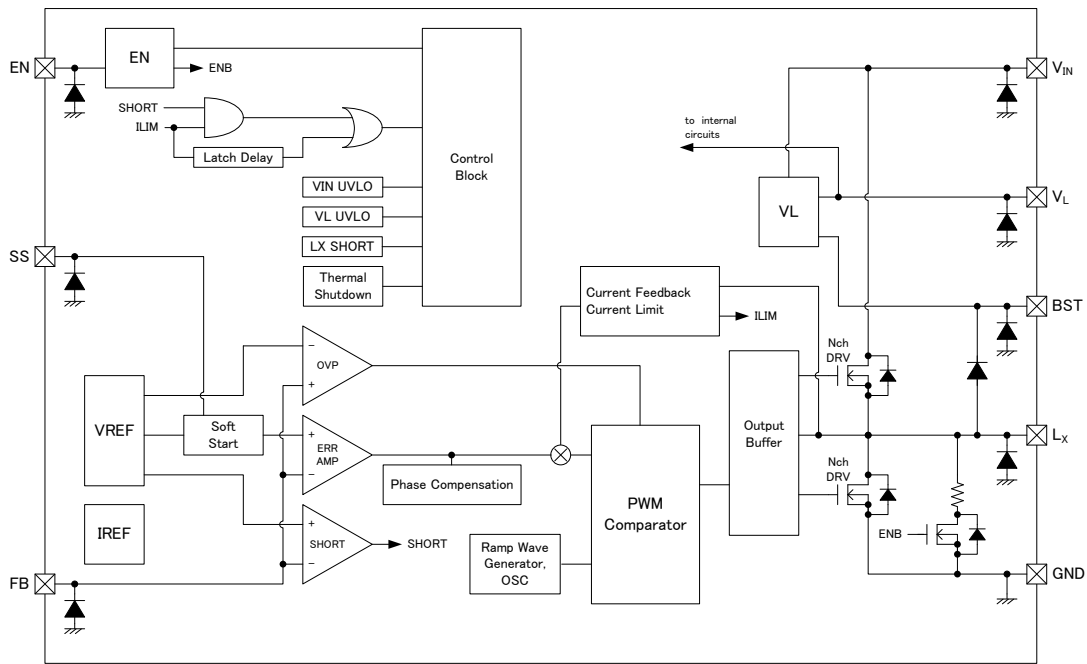 EN
EN
ENB
SHORT
ILIM
Latch Delay
VIN UVLO
VL UVLO
LX SHORT
Thermal
Shutdown
Control
Block
to internal
circuits
VIN
VL
VL
SS
Current Feedback
Current Limit
ILIM
BST
OVP
−
+
Nch
DRV
VREF
Soft
Start
+
ERR
AMP
−
Phase Compensation
Output
Buffer
LX
PWM
Comparator
Nch
DRV
IREF
+
SHORT
−
SHORT
Ramp Wave
Generator,
OSC
ENB
FB
GND